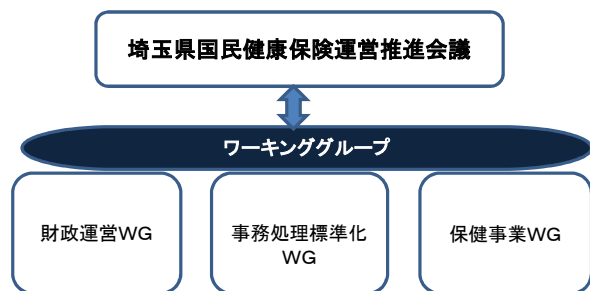 埼玉県国民健康保険運営推進会議
ワーキンググループ
財政運営WG
事務処理標準化
WG
保健事業WG